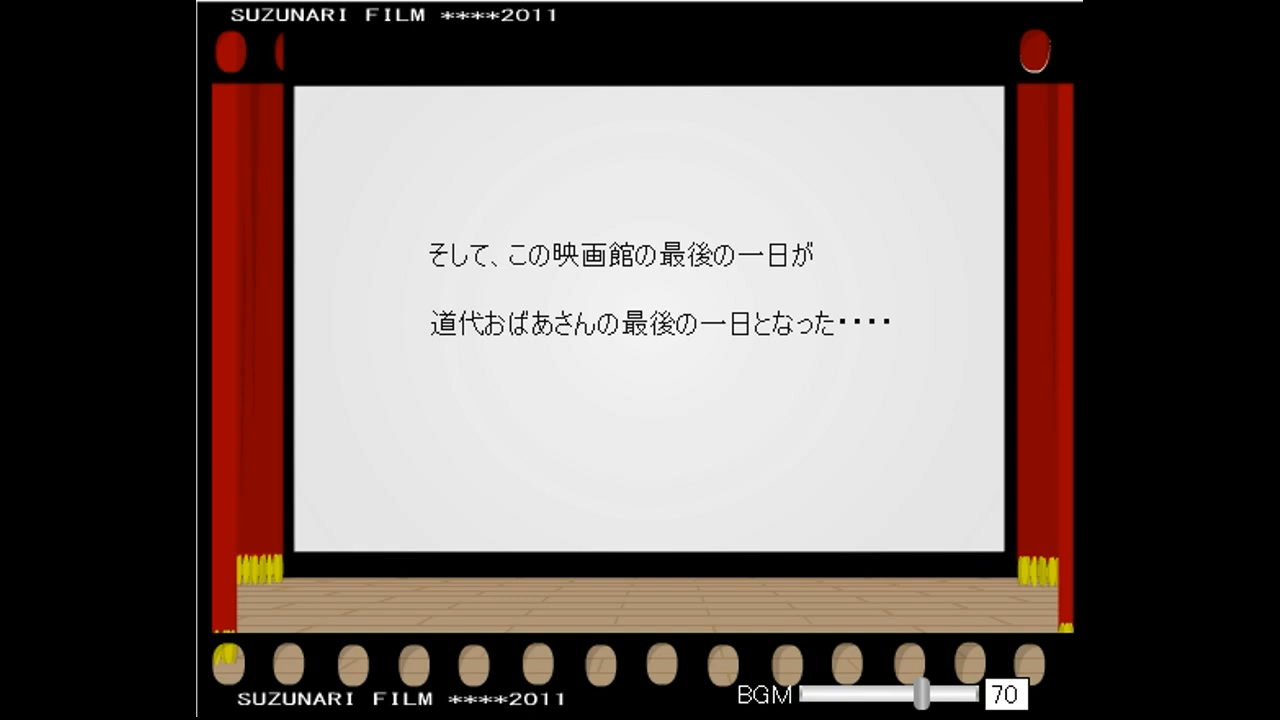 SUZUNARI FILM ****2011
そして、この映画館の最後の一日が
道代おばあさんの最後の一日となった・・・・
SUZUNARI FILM ****2011
BGM 70